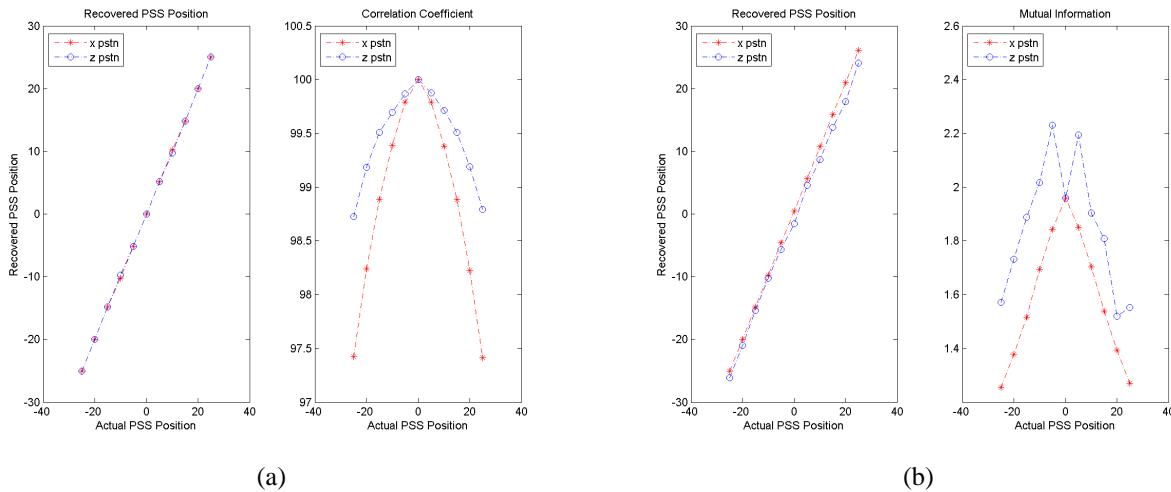 Recovered PSS Position
x pstn
z pstn
30
20
10
0
-10
-20
-30
Recovered PSS Position
-40
-20
0
20
40
Actual PSS Position
Correlation Coefficient
x pstn
z pstn
100.5
100
99.5
99
98.5
98
97.5
97
-40
-20
0
20
40
Actual PSS Position
(a)
Recovered PSS Position
x pstn
z pstn
30
20
10
0
-10
-20
-30
Recovered PSS Position
-40
-20
0
20
40
Actual PSS Position
Mutual Information
x pstn
z pstn
2.6
2.4
2.2
2
1.8
1.6
1.4
-40
-20
0
20
40
Actual PSS Position
(b)